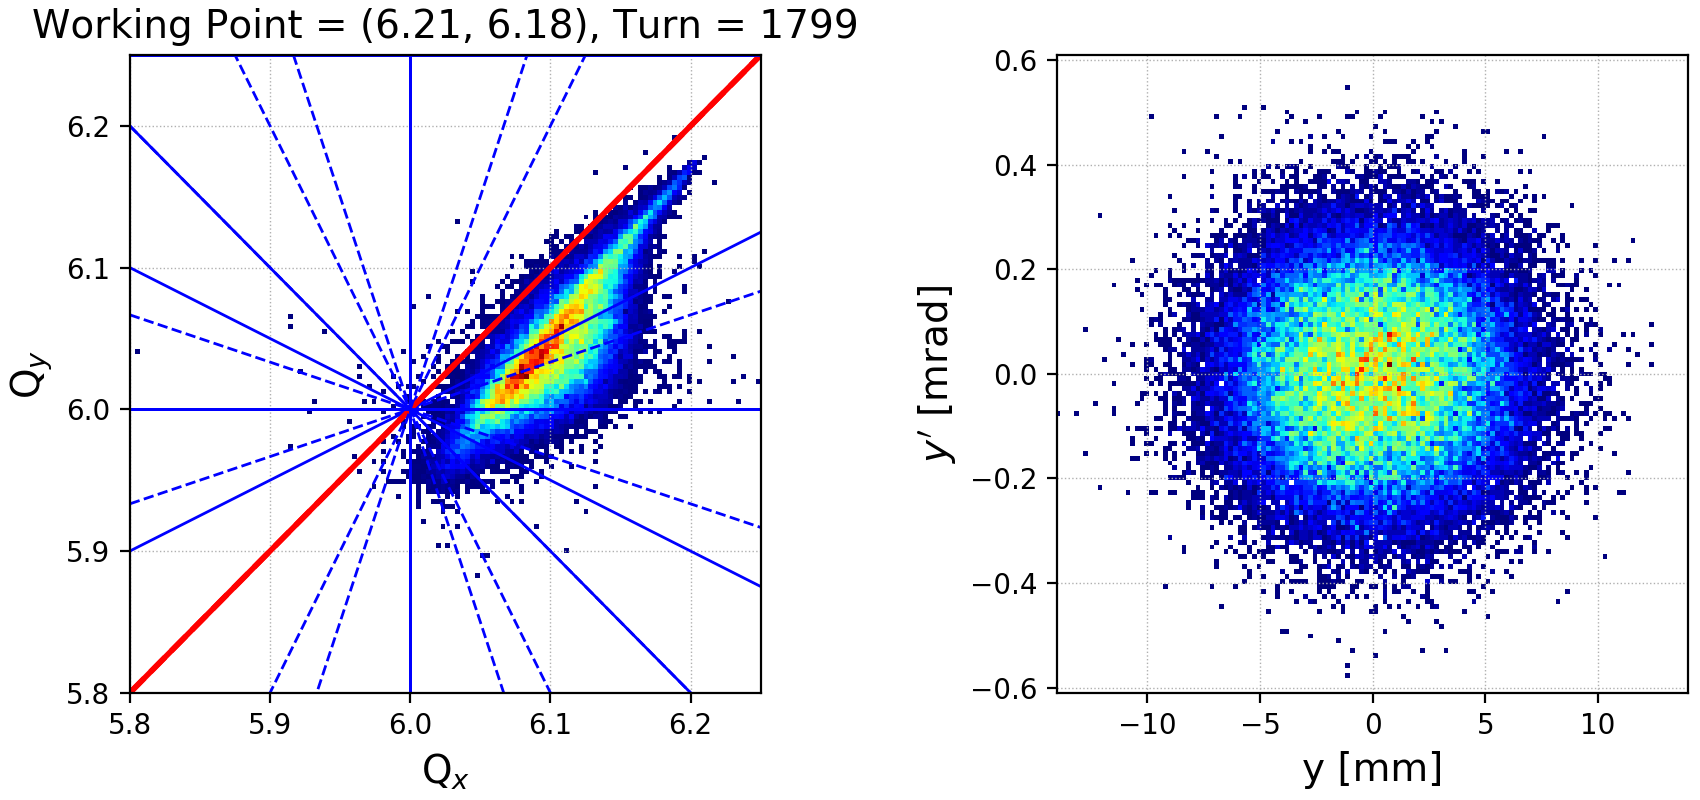 Working Point = (6.21, 6.18), Turn = 1799
6.2
6.1
6.0
5.9
5.8
Q_y
5.8 5.9 6.0 6.1 6.2
Q_x
0.6
0.4
0.2
0.0
−0.2
−0.4
−0.6
y′ [mrad]
−10 −5 0 5 10
y [mm]